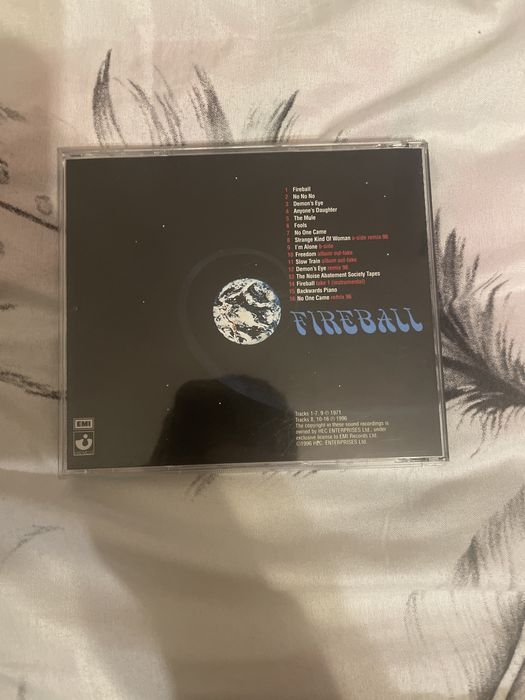 1 Fireball
2 No No No
3 Demon's Eye
4 Anyone's Daughter
5 The Mule
6 Fools
7 No One Came
8 Strange Kind Of Woman a-side remix 96
9 I'm Alone b-side
10 Freedom album out-take
11 Slow Train album out-take
12 Demon's Eye remix 96
13 The Noise Abatement Society Tapes
14 Fireball take 1 (instrumental)
15 Backwards Piano
16 No One Came remix 96
FIREBALL
Tracks 1-7, 9 ℗ 1971
Tracks 8, 10-16 ℗ 1996
The copyright in these sound recordings is
owned by HEC ENTERPRISES Ltd., under
exclusive license to EMI Records Ltd.
©1996 HEC ENTERPRISES Ltd.
EMI